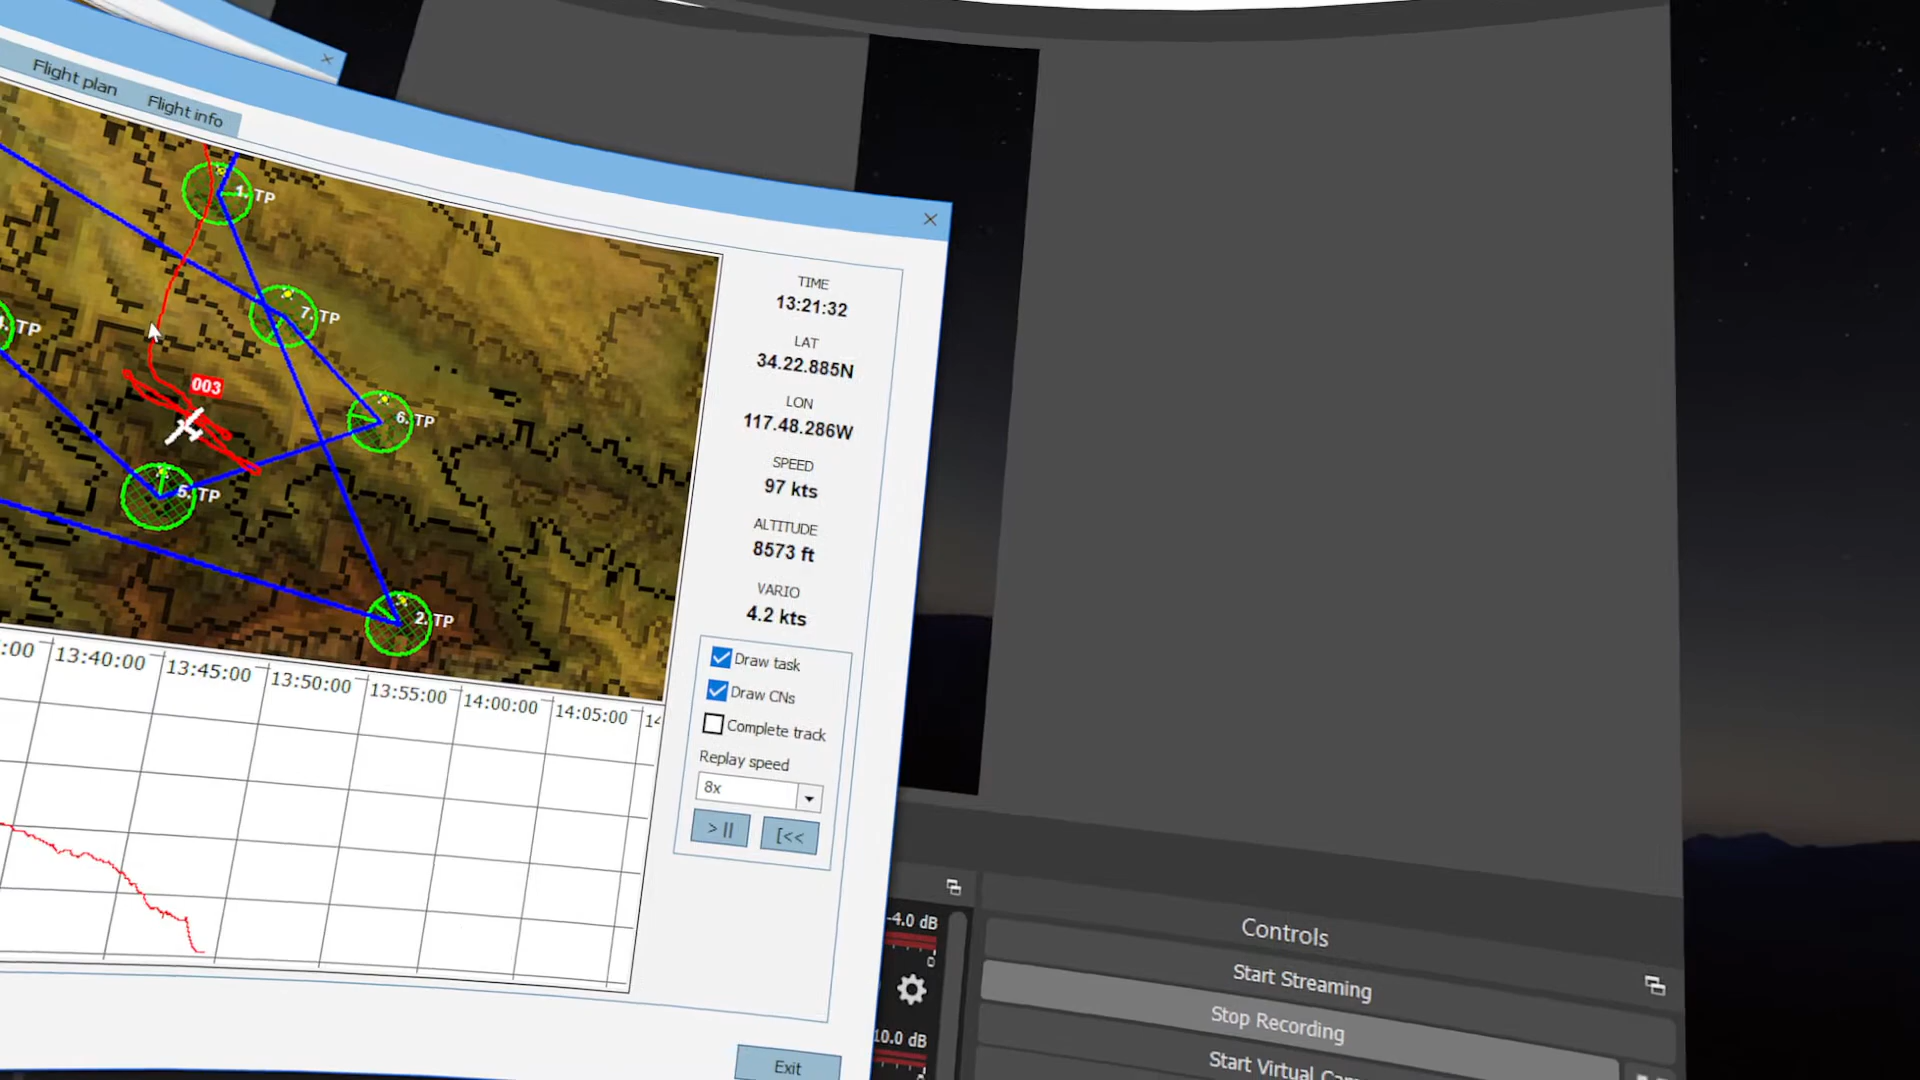 Flight plan
Flight info
1. TP
7. TP
4. TP
003
6. TP
5. TP
2. TP
TIME
13:21:32
LAT
34.22.885N
LON
117.48.286W
SPEED
97 kts
ALTITUDE
8573 ft
VARIO
4.2 kts
Draw task
Draw CNs
Complete track
Replay speed
8x
> ||
[<<
:00
13:40:00
13:45:00
13:50:00
13:55:00
14:00:00
14:05:00
Exit
-4.0 dB
0
10.0 dB
Controls
Start Streaming
Stop Recording
Start Virtual